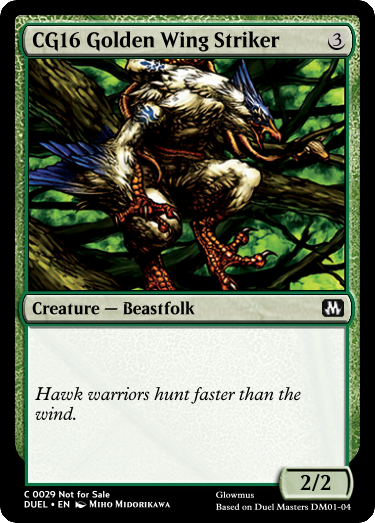 CG16 Golden Wing Striker 3
Creature — Beastfolk
Hawk warriors hunt faster than the
wind.
2/2
C 0029 Not for Sale
DUEL • EN Miho Midorikawa
Glowmus
Based on Duel Masters DM01-04